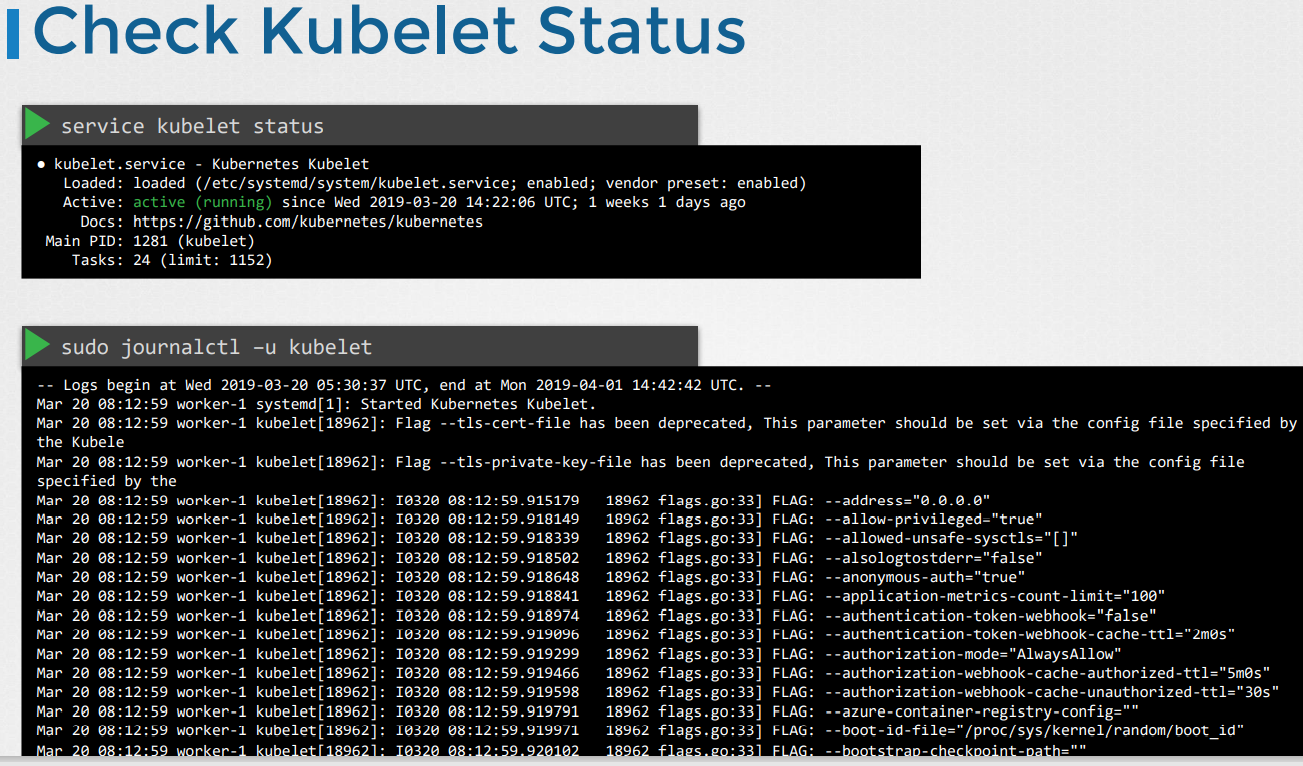 Check Kubelet Status
service kubelet status
● kubelet.service - Kubernetes Kubelet
Loaded: loaded (/etc/systemd/system/kubelet.service; enabled; vendor preset: enabled)
Active: active (running) since Wed 2019-03-20 14:22:06 UTC; 1 weeks 1 days ago
Docs: https://github.com/kubernetes/kubernetes
Main PID: 1281 (kubelet)
Tasks: 24 (limit: 1152)
sudo journalctl –u kubelet
-- Logs begin at Wed 2019-03-20 05:30:37 UTC, end at Mon 2019-04-01 14:42:42 UTC. --
Mar 20 08:12:59 worker-1 systemd[1]: Started Kubernetes Kubelet.
Mar 20 08:12:59 worker-1 kubelet[18962]: Flag --tls-cert-file has been deprecated, This parameter should be set via the config file specified by
the Kubele
Mar 20 08:12:59 worker-1 kubelet[18962]: Flag --tls-private-key-file has been deprecated, This parameter should be set via the config file
specified by the
Mar 20 08:12:59 worker-1 kubelet[18962]: I0320 08:12:59.915179   18962 flags.go:33] FLAG: --address="0.0.0.0"
Mar 20 08:12:59 worker-1 kubelet[18962]: I0320 08:12:59.918149   18962 flags.go:33] FLAG: --allow-privileged="true"
Mar 20 08:12:59 worker-1 kubelet[18962]: I0320 08:12:59.918339   18962 flags.go:33] FLAG: --allowed-unsafe-sysctls="[]"
Mar 20 08:12:59 worker-1 kubelet[18962]: I0320 08:12:59.918502   18962 flags.go:33] FLAG: --alsologtostderr="false"
Mar 20 08:12:59 worker-1 kubelet[18962]: I0320 08:12:59.918648   18962 flags.go:33] FLAG: --anonymous-auth="true"
Mar 20 08:12:59 worker-1 kubelet[18962]: I0320 08:12:59.918841   18962 flags.go:33] FLAG: --application-metrics-count-limit="100"
Mar 20 08:12:59 worker-1 kubelet[18962]: I0320 08:12:59.918974   18962 flags.go:33] FLAG: --authentication-token-webhook="false"
Mar 20 08:12:59 worker-1 kubelet[18962]: I0320 08:12:59.919096   18962 flags.go:33] FLAG: --authentication-token-webhook-cache-ttl="2m0s"
Mar 20 08:12:59 worker-1 kubelet[18962]: I0320 08:12:59.919299   18962 flags.go:33] FLAG: --authorization-mode="AlwaysAllow"
Mar 20 08:12:59 worker-1 kubelet[18962]: I0320 08:12:59.919466   18962 flags.go:33] FLAG: --authorization-webhook-cache-authorized-ttl="5m0s"
Mar 20 08:12:59 worker-1 kubelet[18962]: I0320 08:12:59.919598   18962 flags.go:33] FLAG: --authorization-webhook-cache-unauthorized-ttl="30s"
Mar 20 08:12:59 worker-1 kubelet[18962]: I0320 08:12:59.919791   18962 flags.go:33] FLAG: --azure-container-registry-config=""
Mar 20 08:12:59 worker-1 kubelet[18962]: I0320 08:12:59.919971   18962 flags.go:33] FLAG: --boot-id-file="/proc/sys/kernel/random/boot_id"
Mar 20 08:12:59 worker-1 kubelet[18962]: I0320 08:12:59.920102   18962 flags.go:33] FLAG: --bootstrap-checkpoint-path=""